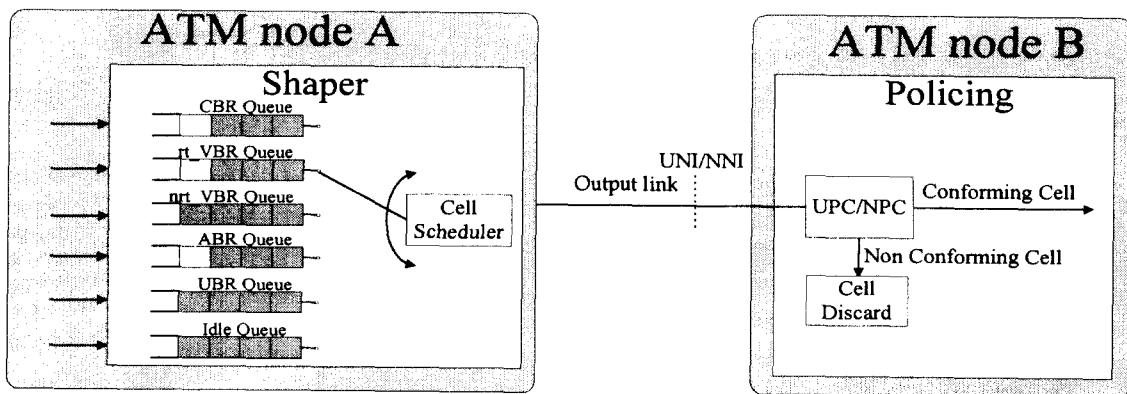 ATM node A
ATM node B
Shaper
Policing
CBR Queue
rt_VBR Queue
nrt_VBR Queue
ABR Queue
UBR Queue
Idle Queue
Cell
Scheduler
Output link
UNI/NNI
UPC/NPC
Conforming Cell
Non Conforming Cell
Cell
Discard